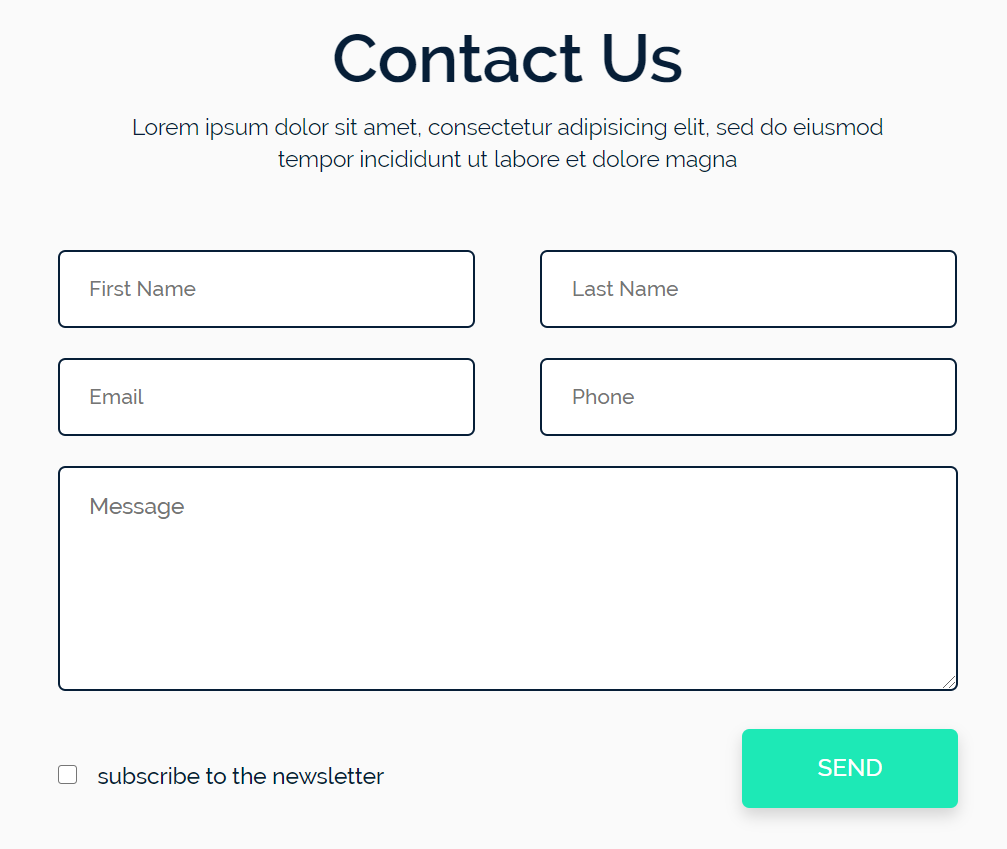 Contact Us
Lorem ipsum dolor sit amet, consectetur adipisicing elit, sed do eiusmod
tempor incididunt ut labore et dolore magna
First Name
Last Name
Email
Phone
Message
subscribe to the newsletter
SEND